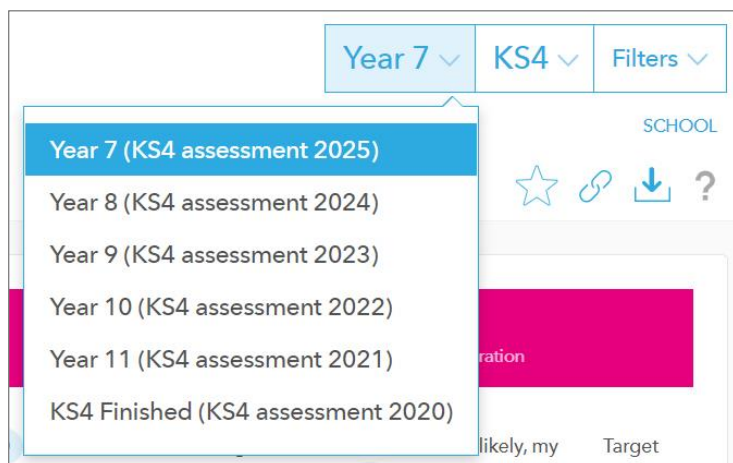 Year 7 KS4 Filters
SCHOOL
Year 7 (KS4 assessment 2025)
Year 8 (KS4 assessment 2024)
Year 9 (KS4 assessment 2023)
Year 10 (KS4 assessment 2022)
Year 11 (KS4 assessment 2021)
KS4 Finished (KS4 assessment 2020)
?
ration
likely, my Target